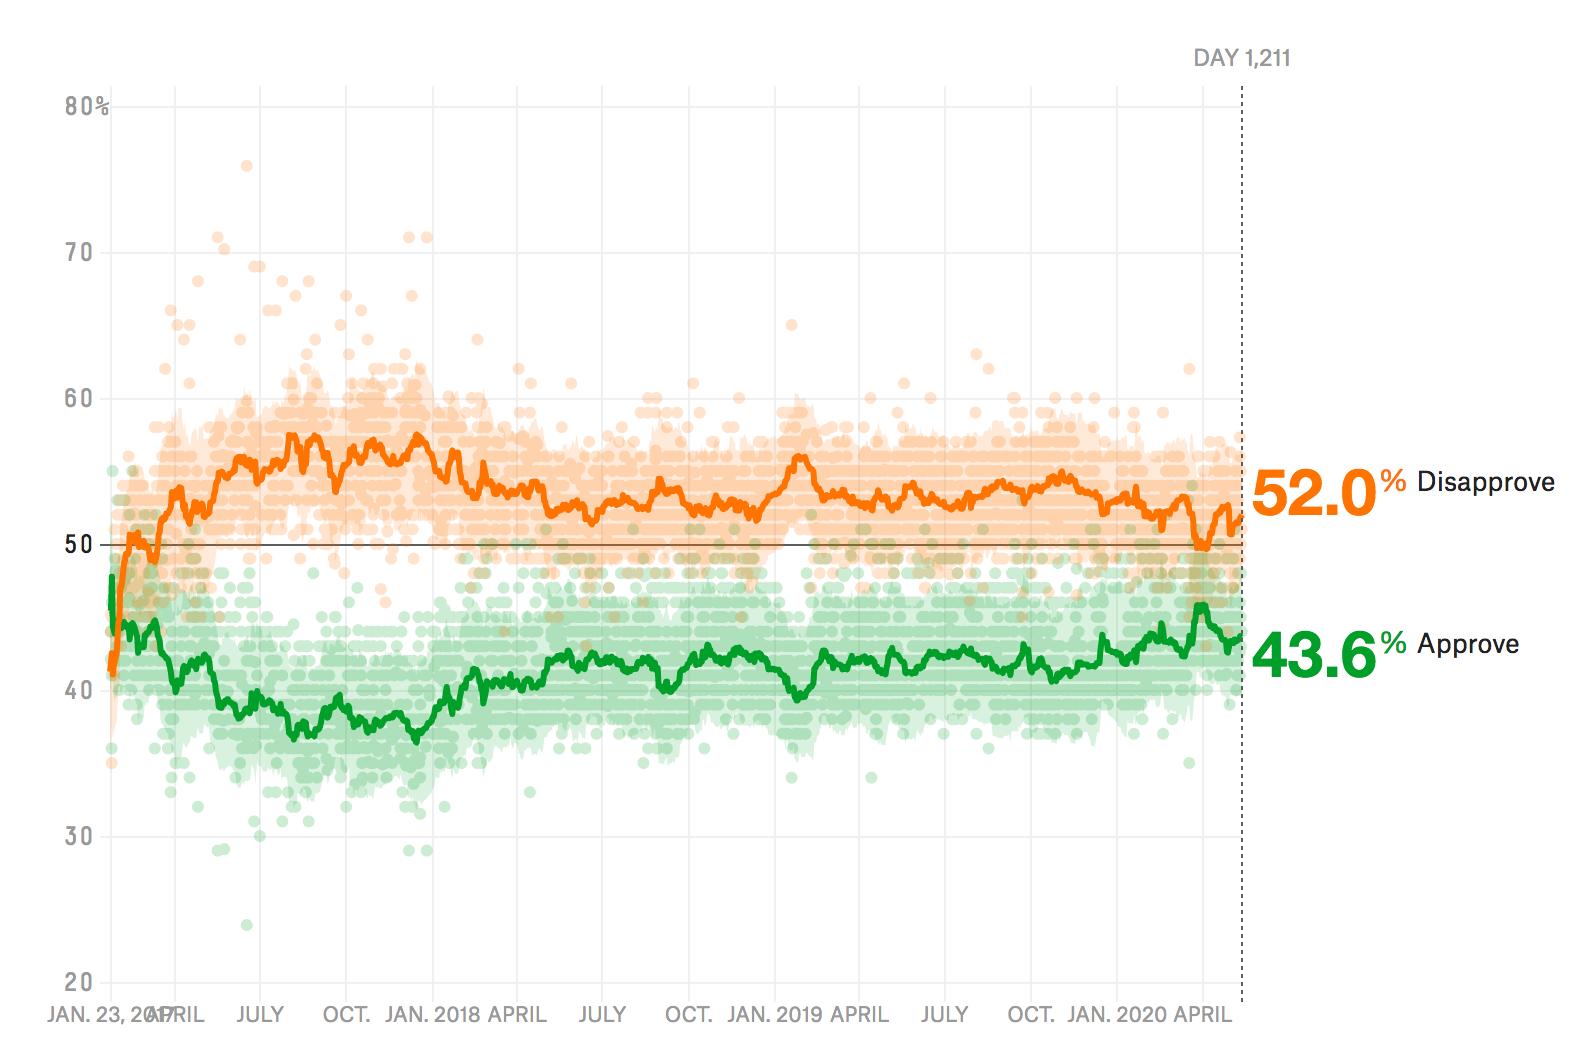 DAY 1,211
80%
70
60
50
40
30
20
52.0% Disapprove
43.6% Approve
JAN. 23, 2017 APRIL JULY OCT. JAN. 2018 APRIL JULY OCT. JAN. 2019 APRIL JULY OCT. JAN. 2020 APRIL